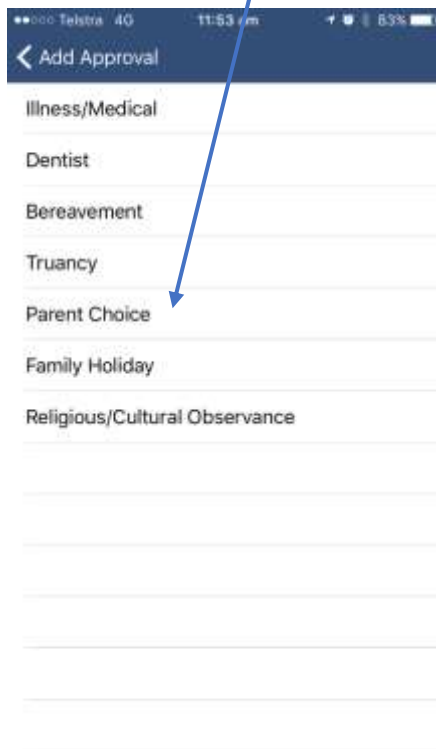 Telstra 4G 11:53 am 83%
Add Approval
Illness/Medical
Dentist
Bereavement
Truancy
Parent Choice
Family Holiday
Religious/Cultural Observance